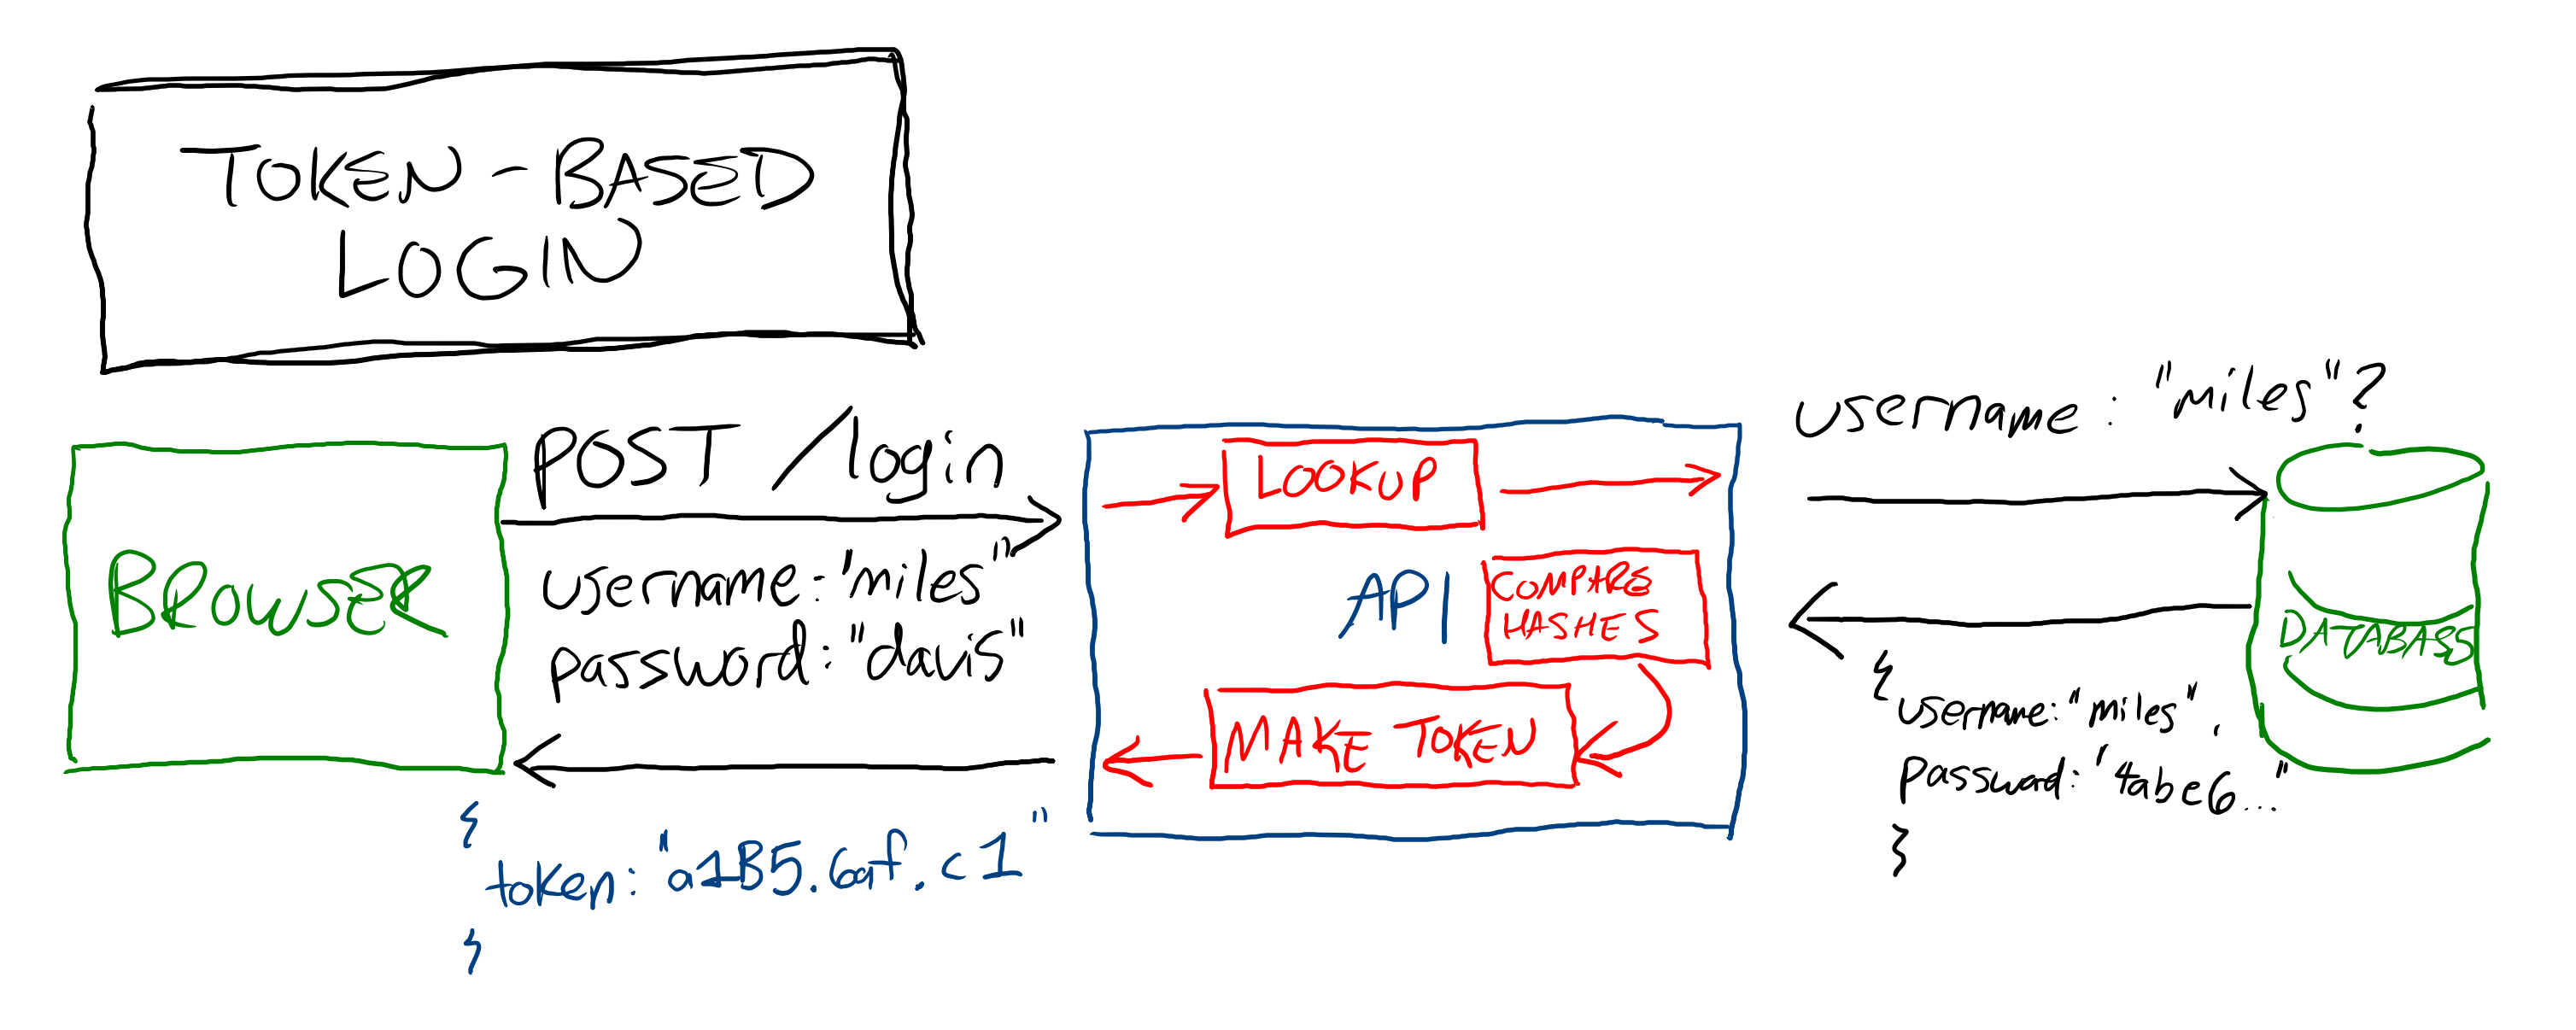 TOKEN-BASED
LOGIN
BROWSER
POST /login
username: "miles"
password: "davis"
{
token: "a1B5.6af.c1"
}
LOOKUP
API
COMPARE
HASHES
MAKE TOKEN
username: "miles"?
DATABASE
{
username: "miles",
password: "4abe6..."
}